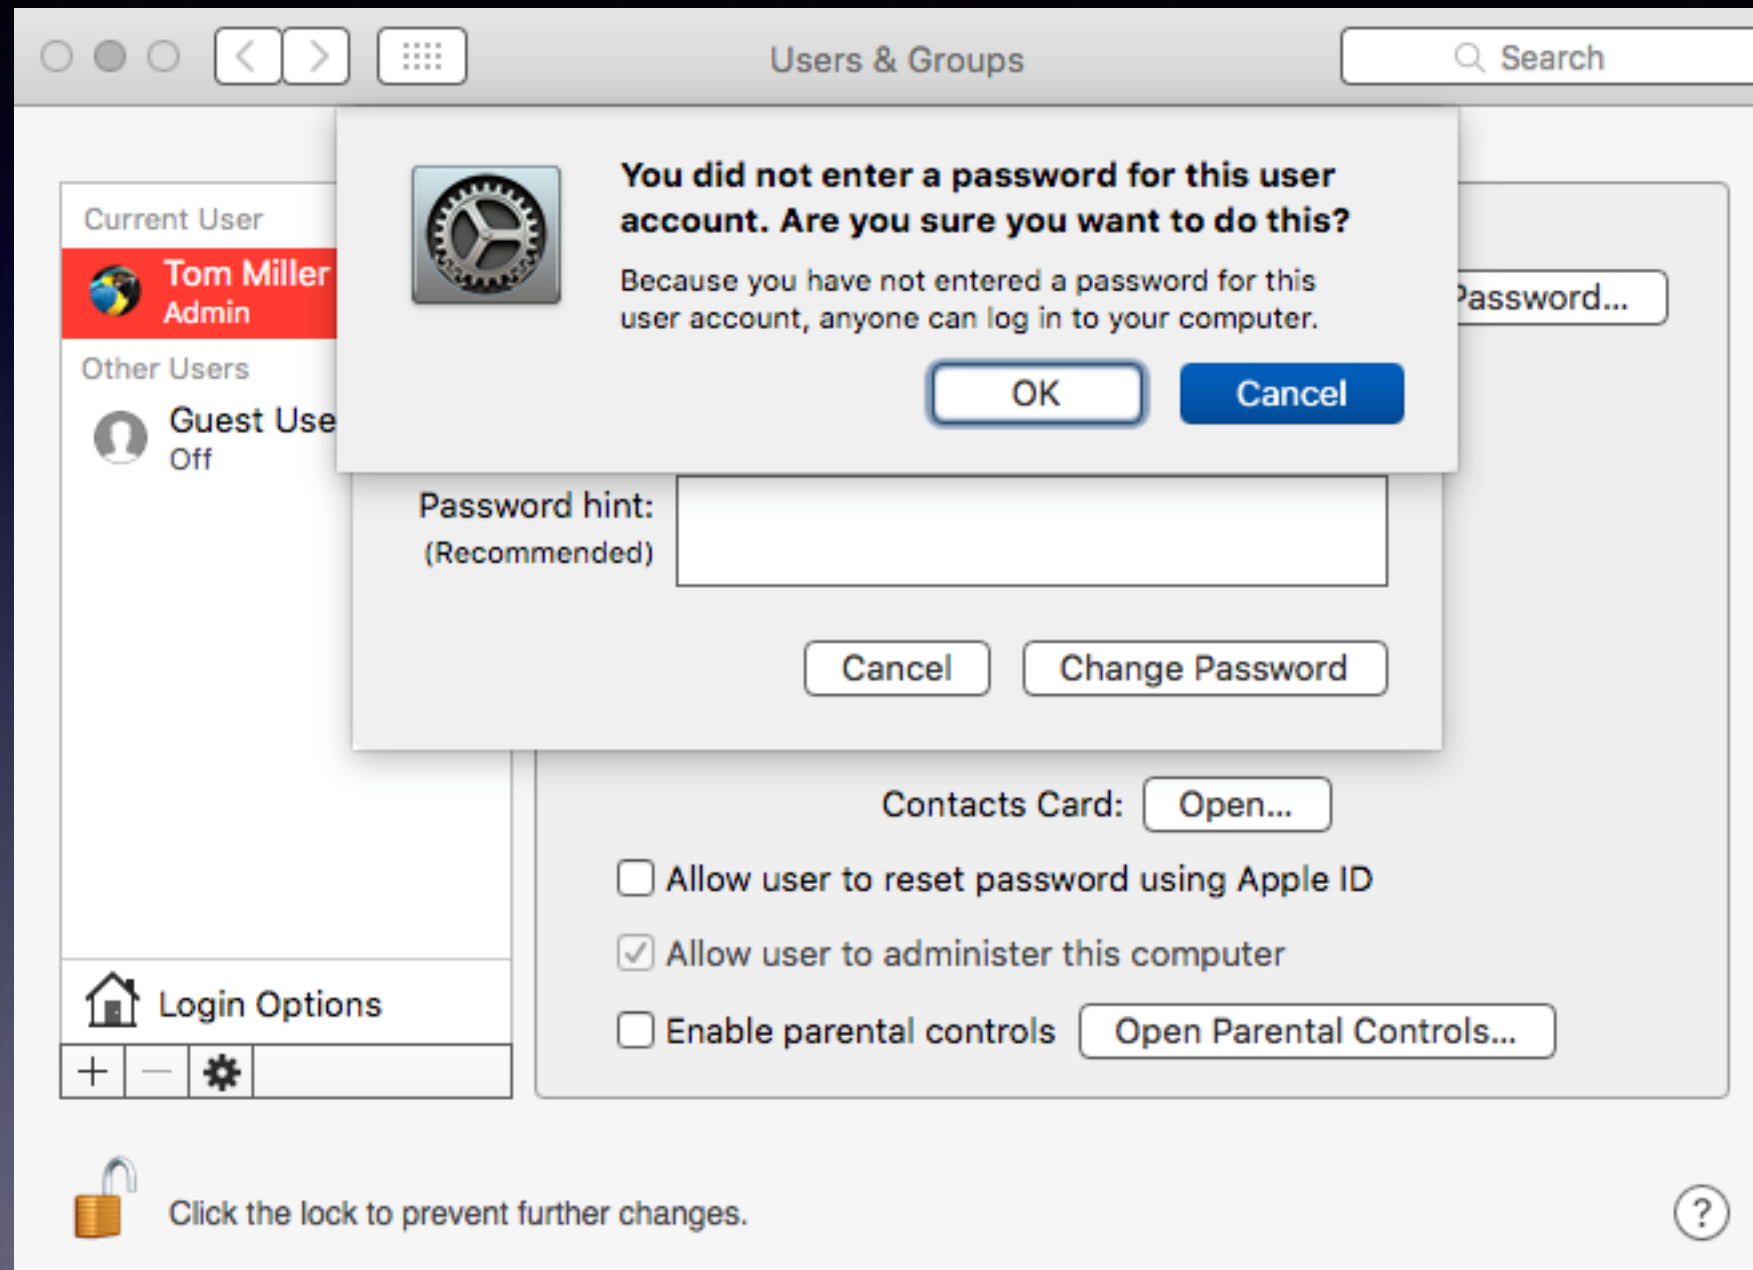 Users & Groups
Search
You did not enter a password for this user
account. Are you sure you want to do this?
Because you have not entered a password for this
user account, anyone can log in to your computer.
OK
Cancel
Current User
Tom Miller
Admin
Other Users
Guest Use
Off
Password...
Password hint:
(Recommended)
Cancel
Change Password
Contacts Card:
Open...
Allow user to reset password using Apple ID
Allow user to administer this computer
Enable parental controls
Open Parental Controls...
Login Options
Click the lock to prevent further changes.
?